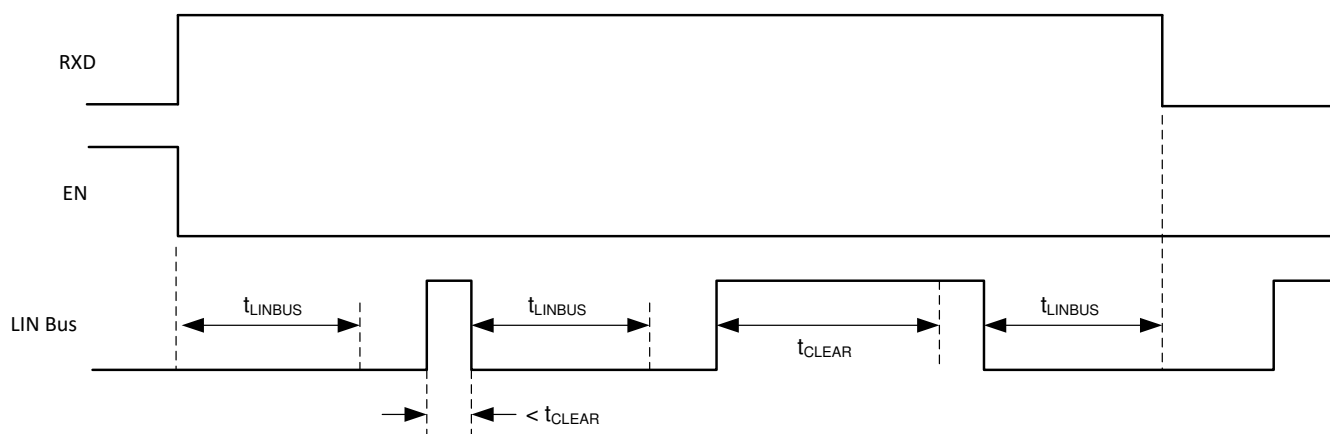 RXD
EN
LIN Bus
tLINBUS
tLINBUS
tCLEAR
tLINBUS
< tCLEAR